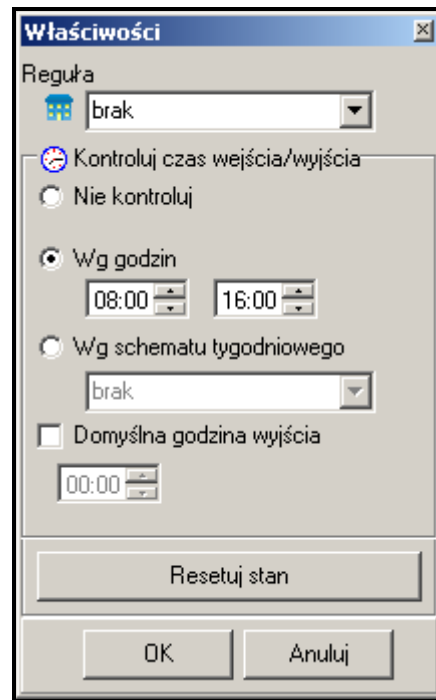 Właściwości
Reguła
brak
Kontroluj czas wejścia/wyjścia
Nie kontroluj
Wg godzin
08:00 16:00
Wg schematu tygodniowego
brak
Domyślna godzina wyjścia
00:00
Resetuj stan
OK Anuluj